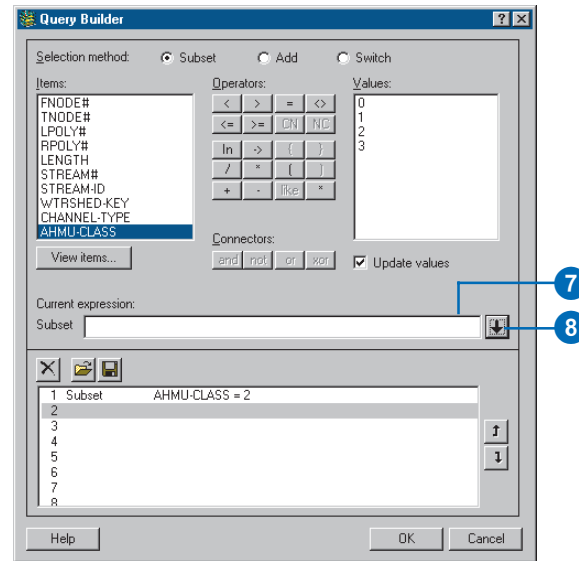 Query Builder
Selection method: Subset Add Switch
Items: Operators: Values:
FNODE#
TNODE#
LPOLY#
RPOLY#
LENGTH
STREAM#
STREAM-ID
WTRSHED-KEY
CHANNEL-TYPE
AHMU-CLASS
< > = <>
<= >= CN NC
In -> { }
/ * ( )
+ - like *
0
1
2
3
Connectors:
and not or xor
View items...
Update values
7
Current expression:
Subset
8
1 Subset AHMU-CLASS = 2
2
3
4
5
6
7
8
Help OK Cancel